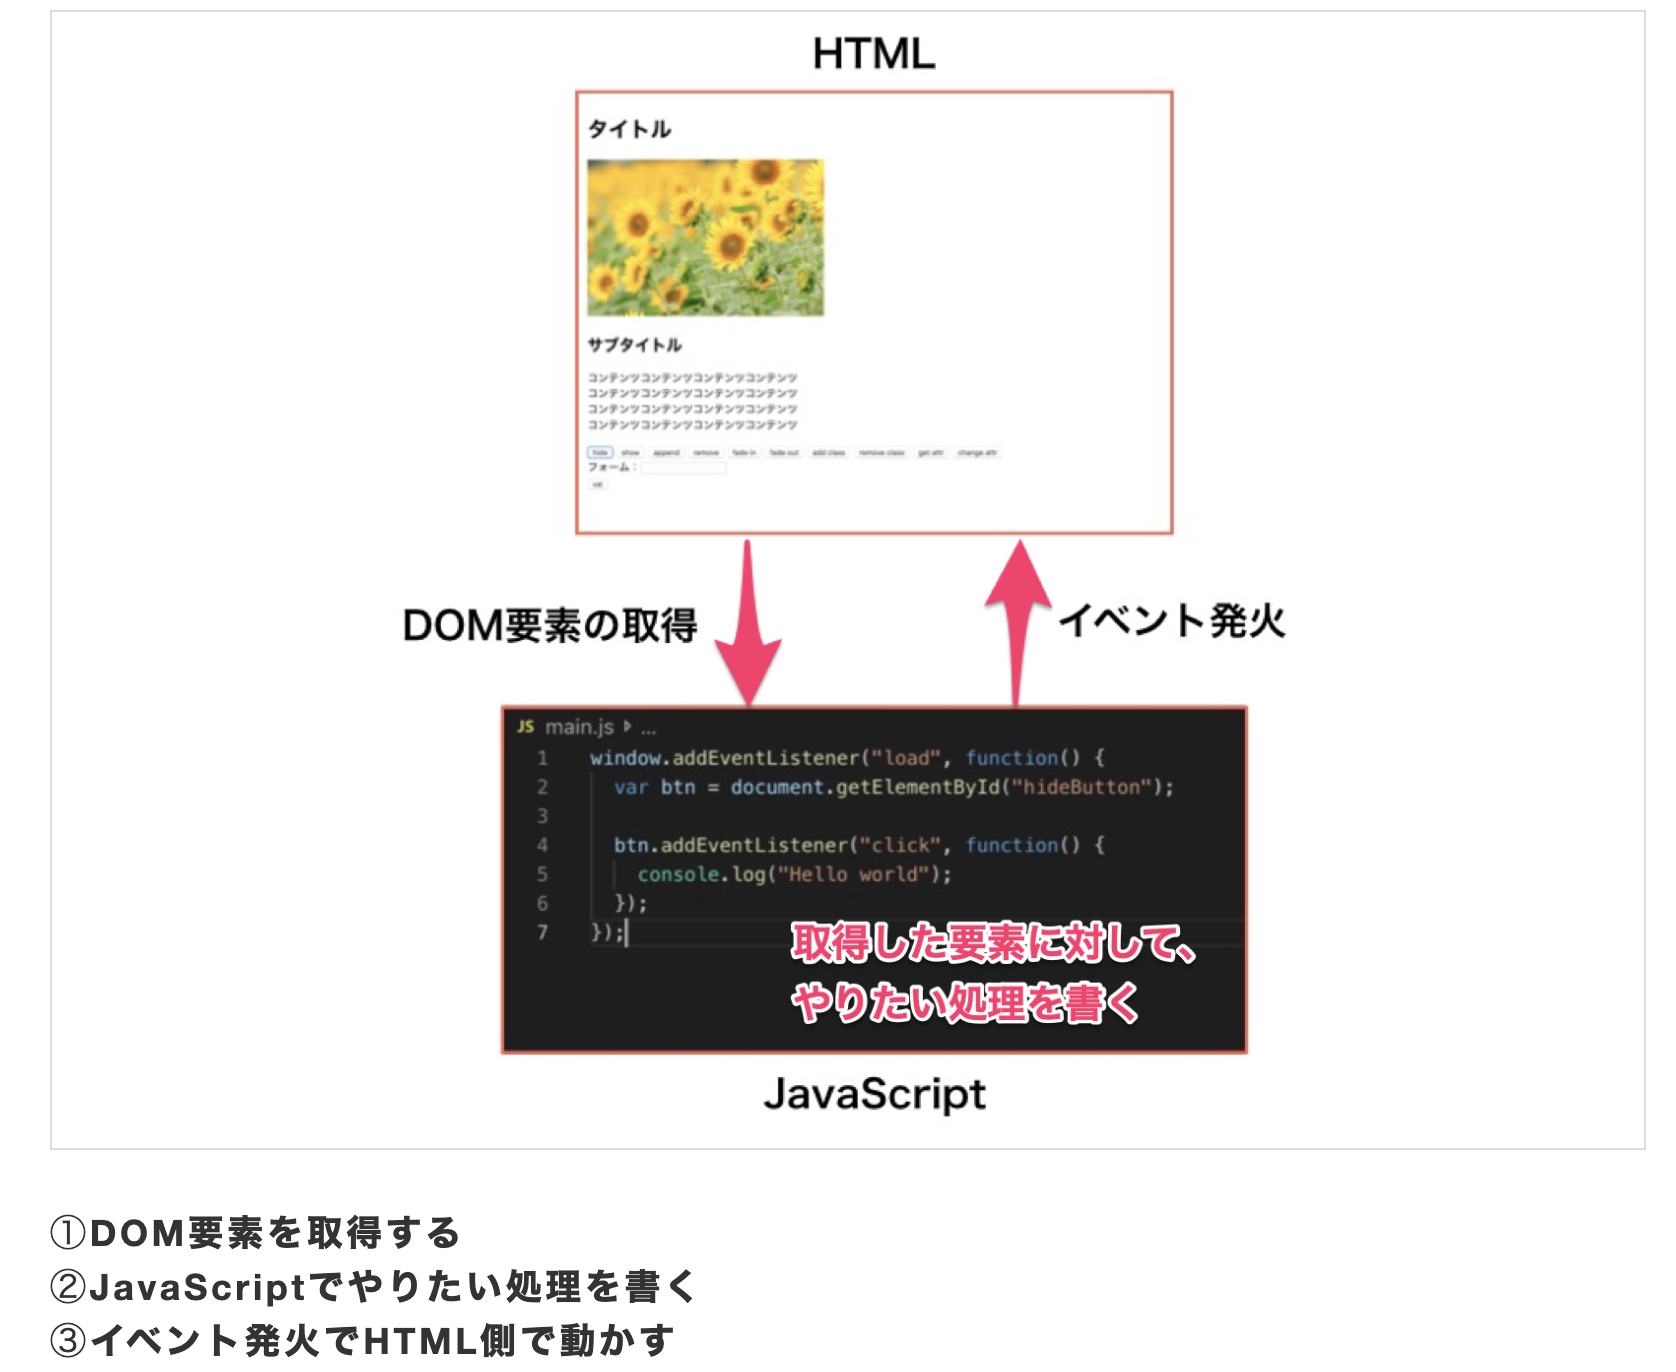 HTML
タイトル
サブタイトル
コンテンツコンテンツコンテンツコンテンツ
コンテンツコンテンツコンテンツコンテンツ
コンテンツコンテンツコンテンツコンテンツ
コンテンツコンテンツコンテンツコンテンツ
hide show append remove fade in fade out add class remove class get attr change attr
フォーム：
val
DOM要素の取得
イベント発火
JS main.js ▸ ...
1 window.addEventListener("load", function() {
2 var btn = document.getElementById("hideButton");
3
4 btn.addEventListener("click", function() {
5 console.log("Hello world");
6 });
7 });
取得した要素に対して、
やりたい処理を書く
JavaScript
①DOM要素を取得する
②JavaScriptでやりたい処理を書く
③イベント発火でHTML側で動かす